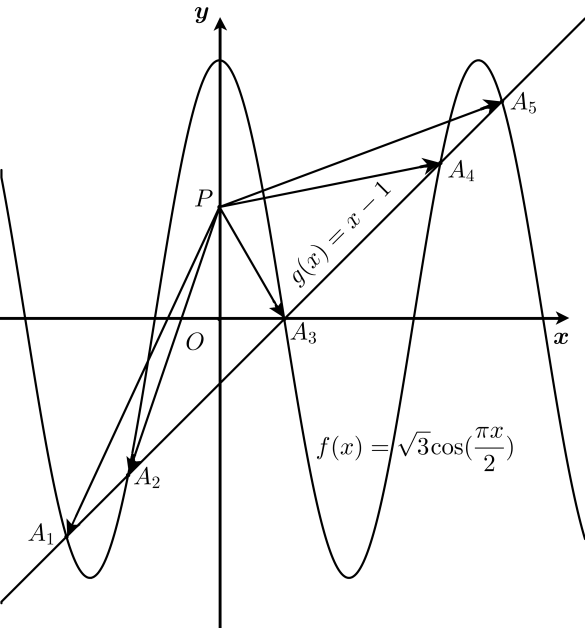 y
A₅
A₄
P
g(x) = x − 1
O
A₃
x
f(x) = √3cos(πx/2)
A₂
A₁